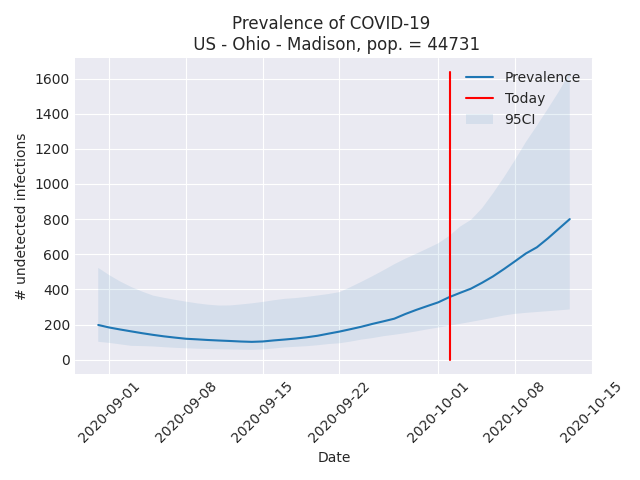 Prevalence of COVID-19
US - Ohio - Madison, pop. = 44731
Prevalence
Today
95CI
# undetected infections
1600
1400
1200
1000
800
600
400
200
0
2020-09-01
2020-09-08
2020-09-15
2020-09-22
2020-10-01
2020-10-08
2020-10-15
Date